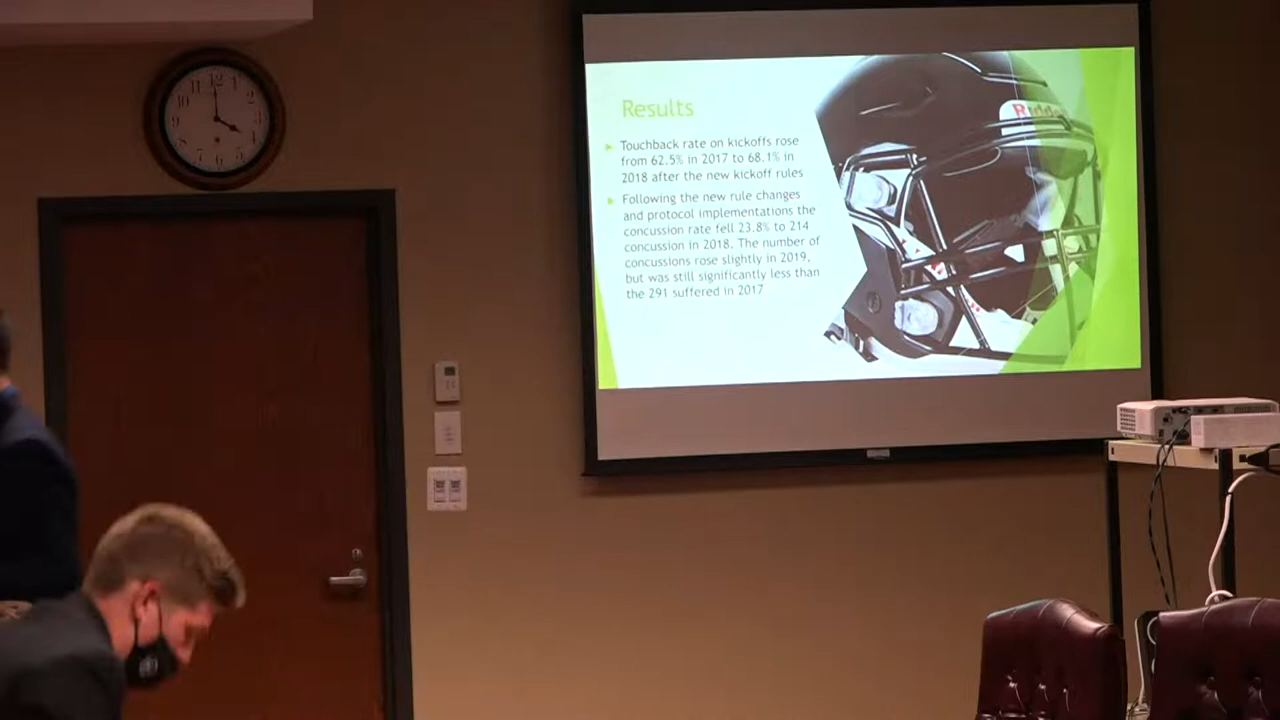 Results
Touchback rate on kickoffs rose
from 62.5% in 2017 to 68.1% in
2018 after the new kickoff rules
Following the new rule changes
and protocol implementations the
concussion rate fell 23.8% to 214
concussion in 2018. The number of
concussions rose slightly in 2019,
but was still significantly less than
the 291 suffered in 2017
Riddell